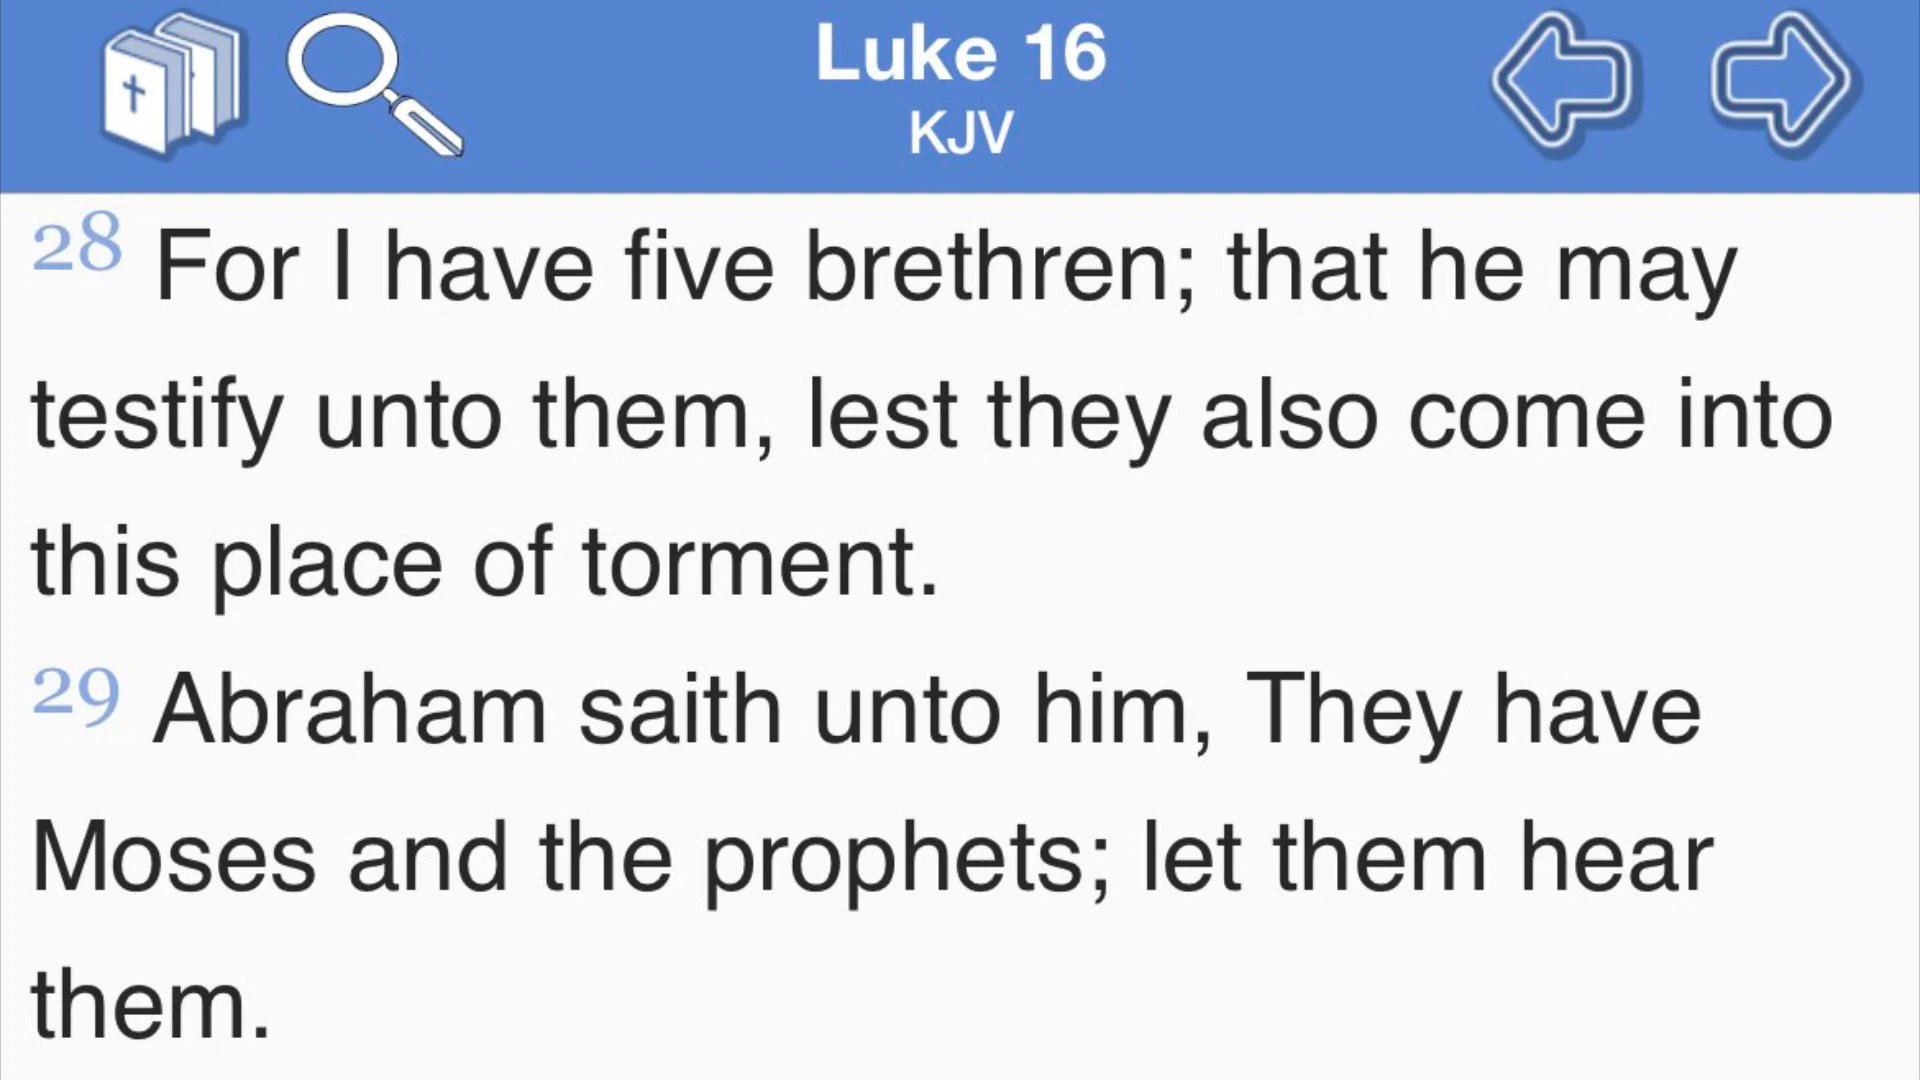 Luke 16
KJV
28 For I have five brethren; that he may
testify unto them, lest they also come into
this place of torment.
29 Abraham saith unto him, They have
Moses and the prophets; let them hear
them.